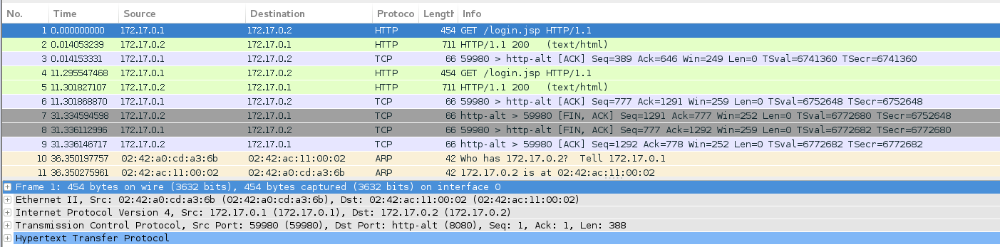 No. Time Source Destination Protoco Length Info
1 0.000000000 172.17.0.1 172.17.0.2 HTTP 454 GET /login.jsp HTTP/1.1
2 0.014053239 172.17.0.2 172.17.0.1 HTTP 711 HTTP/1.1 200 (text/html)
3 0.014153331 172.17.0.1 172.17.0.2 TCP 66 59980 > http-alt [ACK] Seq=389 Ack=646 Win=249 Len=0 TSval=6741360 TSecr=6741360
4 11.295547468 172.17.0.1 172.17.0.2 HTTP 454 GET /login.jsp HTTP/1.1
5 11.301827107 172.17.0.2 172.17.0.1 HTTP 711 HTTP/1.1 200 (text/html)
6 11.301868870 172.17.0.1 172.17.0.2 TCP 66 59980 > http-alt [ACK] Seq=777 Ack=1291 Win=259 Len=0 TSval=6752648 TSecr=6752648
7 31.334594598 172.17.0.2 172.17.0.1 TCP 66 http-alt > 59980 [FIN, ACK] Seq=1291 Ack=777 Win=252 Len=0 TSval=6772680 TSecr=6752648
8 31.336112996 172.17.0.1 172.17.0.2 TCP 66 59980 > http-alt [FIN, ACK] Seq=777 Ack=1292 Win=259 Len=0 TSval=6772682 TSecr=6772680
9 31.336146717 172.17.0.2 172.17.0.1 TCP 66 http-alt > 59980 [ACK] Seq=1292 Ack=778 Win=252 Len=0 TSval=6772682 TSecr=6772682
10 36.350197757 02:42:a0:cd:a3:6b 02:42:ac:11:00:02 ARP 42 Who has 172.17.0.2? Tell 172.17.0.1
11 36.350275961 02:42:ac:11:00:02 02:42:a0:cd:a3:6b ARP 42 172.17.0.2 is at 02:42:ac:11:00:02
Frame 1: 454 bytes on wire (3632 bits), 454 bytes captured (3632 bits) on interface 0
Ethernet II, Src: 02:42:a0:cd:a3:6b (02:42:a0:cd:a3:6b), Dst: 02:42:ac:11:00:02 (02:42:ac:11:00:02)
Internet Protocol Version 4, Src: 172.17.0.1 (172.17.0.1), Dst: 172.17.0.2 (172.17.0.2)
Transmission Control Protocol, Src Port: 59980 (59980), Dst Port: http-alt (8080), Seq: 1, Ack: 1, Len: 388
Hypertext Transfer Protocol